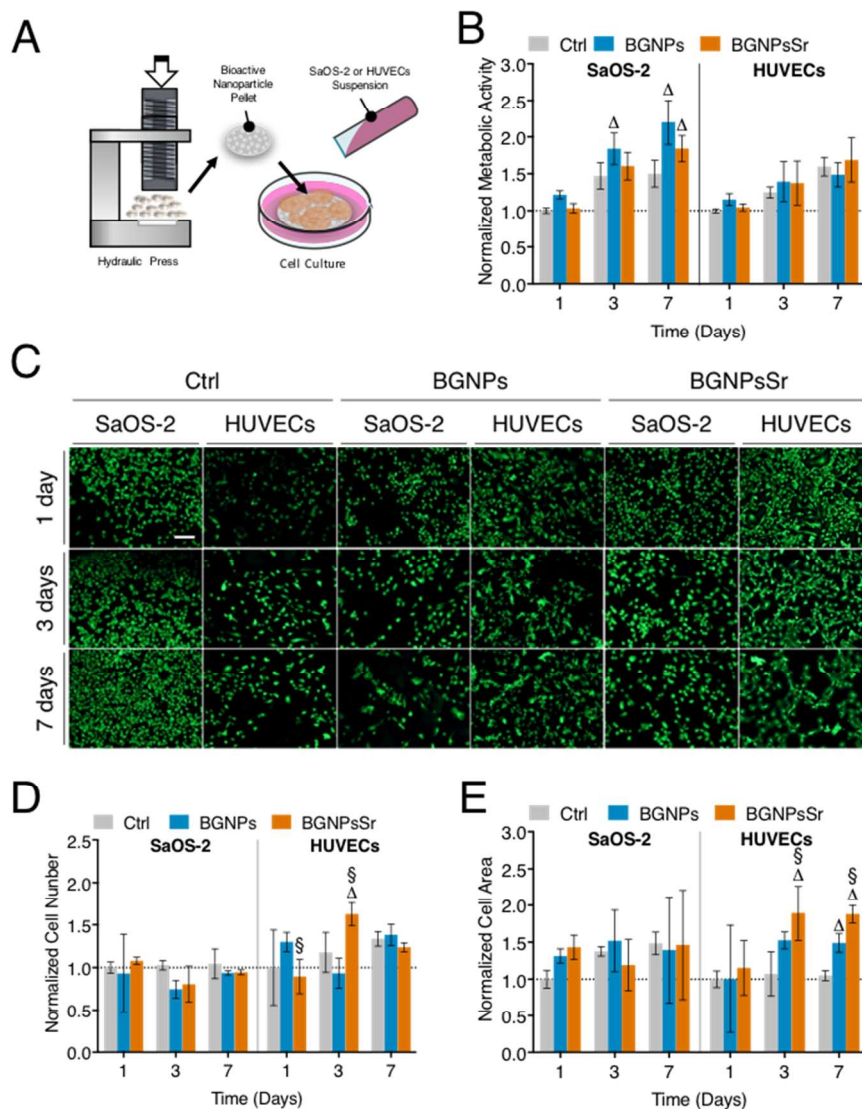 A
Bioactive
Nanoparticle
Pellet
SaOS-2 or HUVECs
Suspension
Hydraulic Press
Cell Culture
B
Ctrl BGNPs BGNPsSr
SaOS-2 HUVECs
Normalized Metabolic Activity
3.0
2.5
2.0
1.5
1.0
0.5
0.0
Δ Δ Δ
1 3 7 1 3 7
Time (Days)
C
Ctrl BGNPs BGNPsSr
SaOS-2 HUVECs SaOS-2 HUVECs SaOS-2 HUVECs
1 day
3 days
7 days
D
Ctrl BGNPs BGNPsSr
SaOS-2 HUVECs
Normalized Cell Number
2.5
2.0
1.5
1.0
0.5
0.0
§ § Δ
1 3 7 1 3 7
Time (Days)
E
Ctrl BGNPs BGNPsSr
SaOS-2 HUVECs
Normalized Cell Area
3.0
2.5
2.0
1.5
1.0
0.5
0.0
§ Δ Δ § Δ
1 3 7 1 3 7
Time (Days)